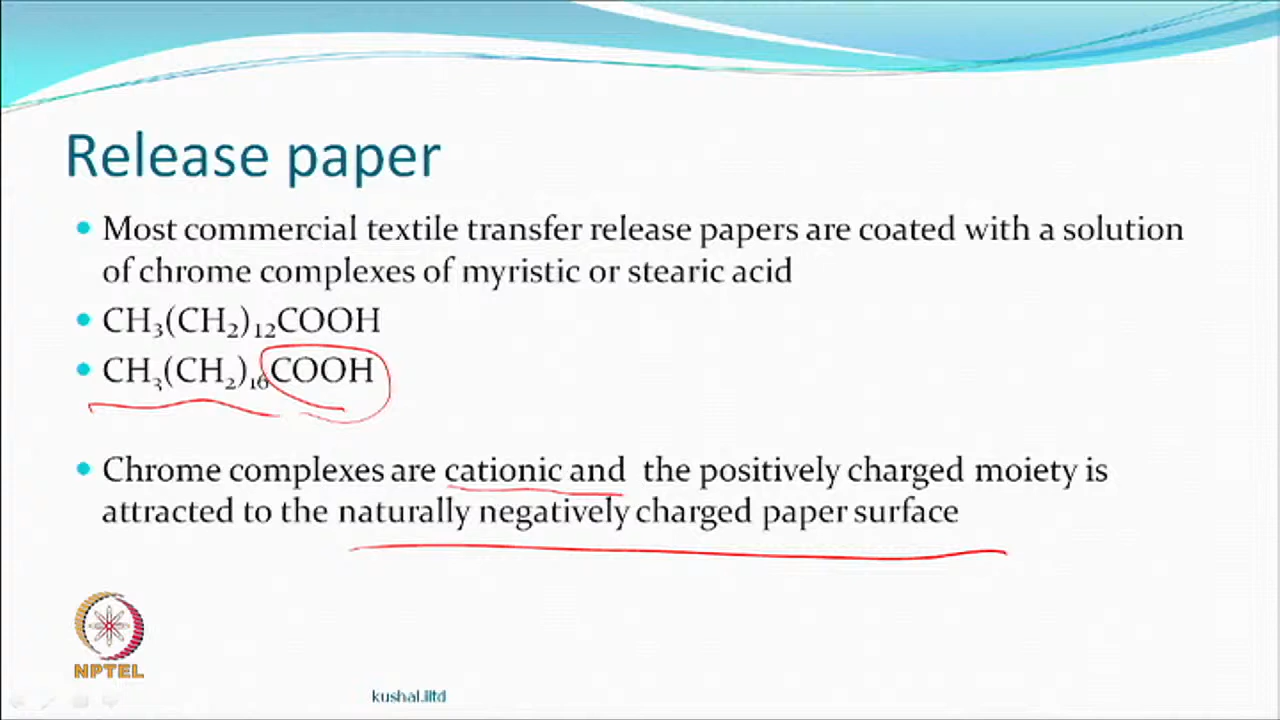 Release paper
• Most commercial textile transfer release papers are coated with a solution
of chrome complexes of myristic or stearic acid
• CH₃(CH₂)₁₂COOH
• CH₃(CH₂)₁₆COOH
• Chrome complexes are cationic and the positively charged moiety is
attracted to the naturally negatively charged paper surface
NPTEL
kushal.iitd